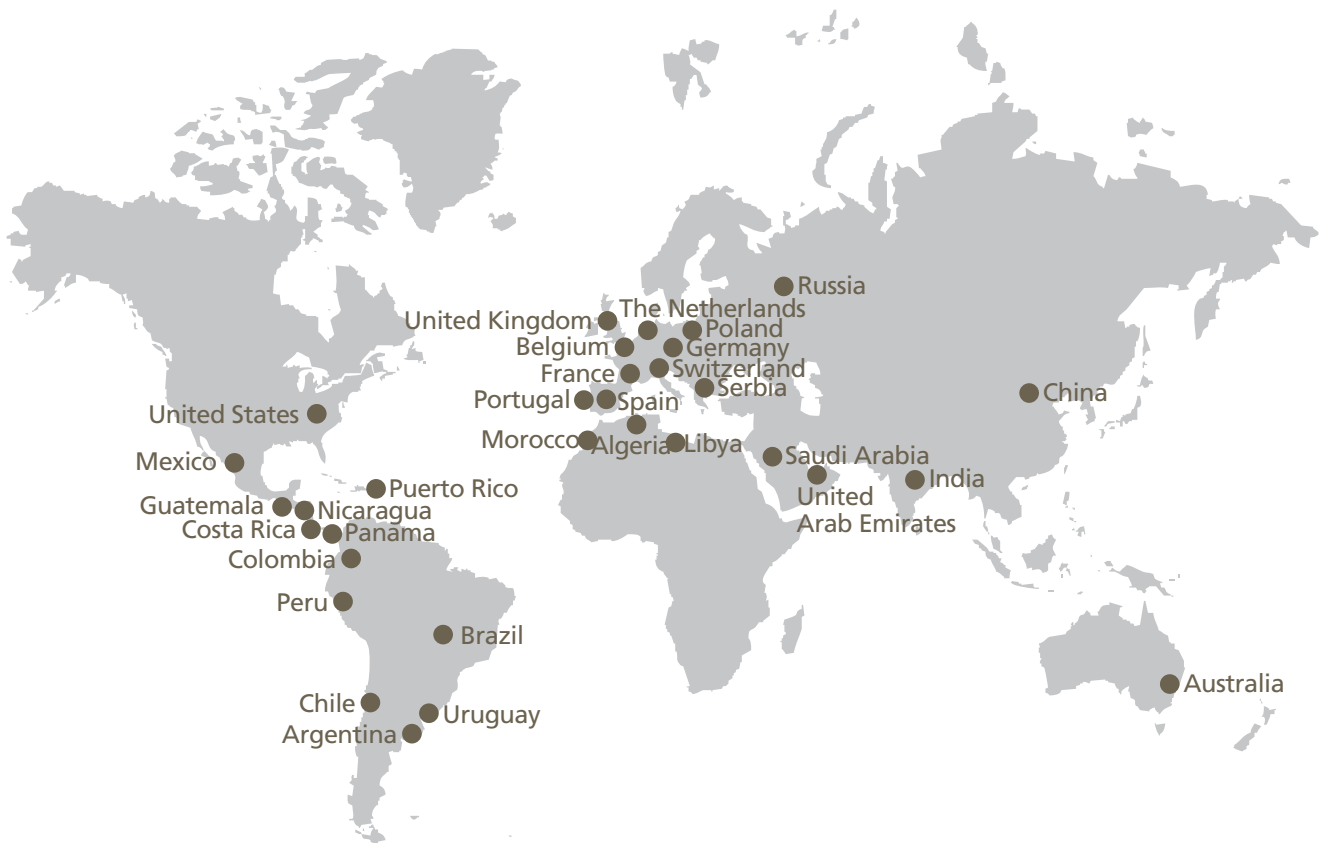 Russia
The Netherlands
United Kingdom
Poland
Belgium
Germany
France
Switzerland
Serbia
China
Portugal
Spain
United States
Morocco
Algeria
Libya
Saudi Arabia
Mexico
India
Puerto Rico
United
Arab Emirates
Guatemala
Nicaragua
Costa Rica
Panama
Colombia
Peru
Brazil
Australia
Chile
Uruguay
Argentina